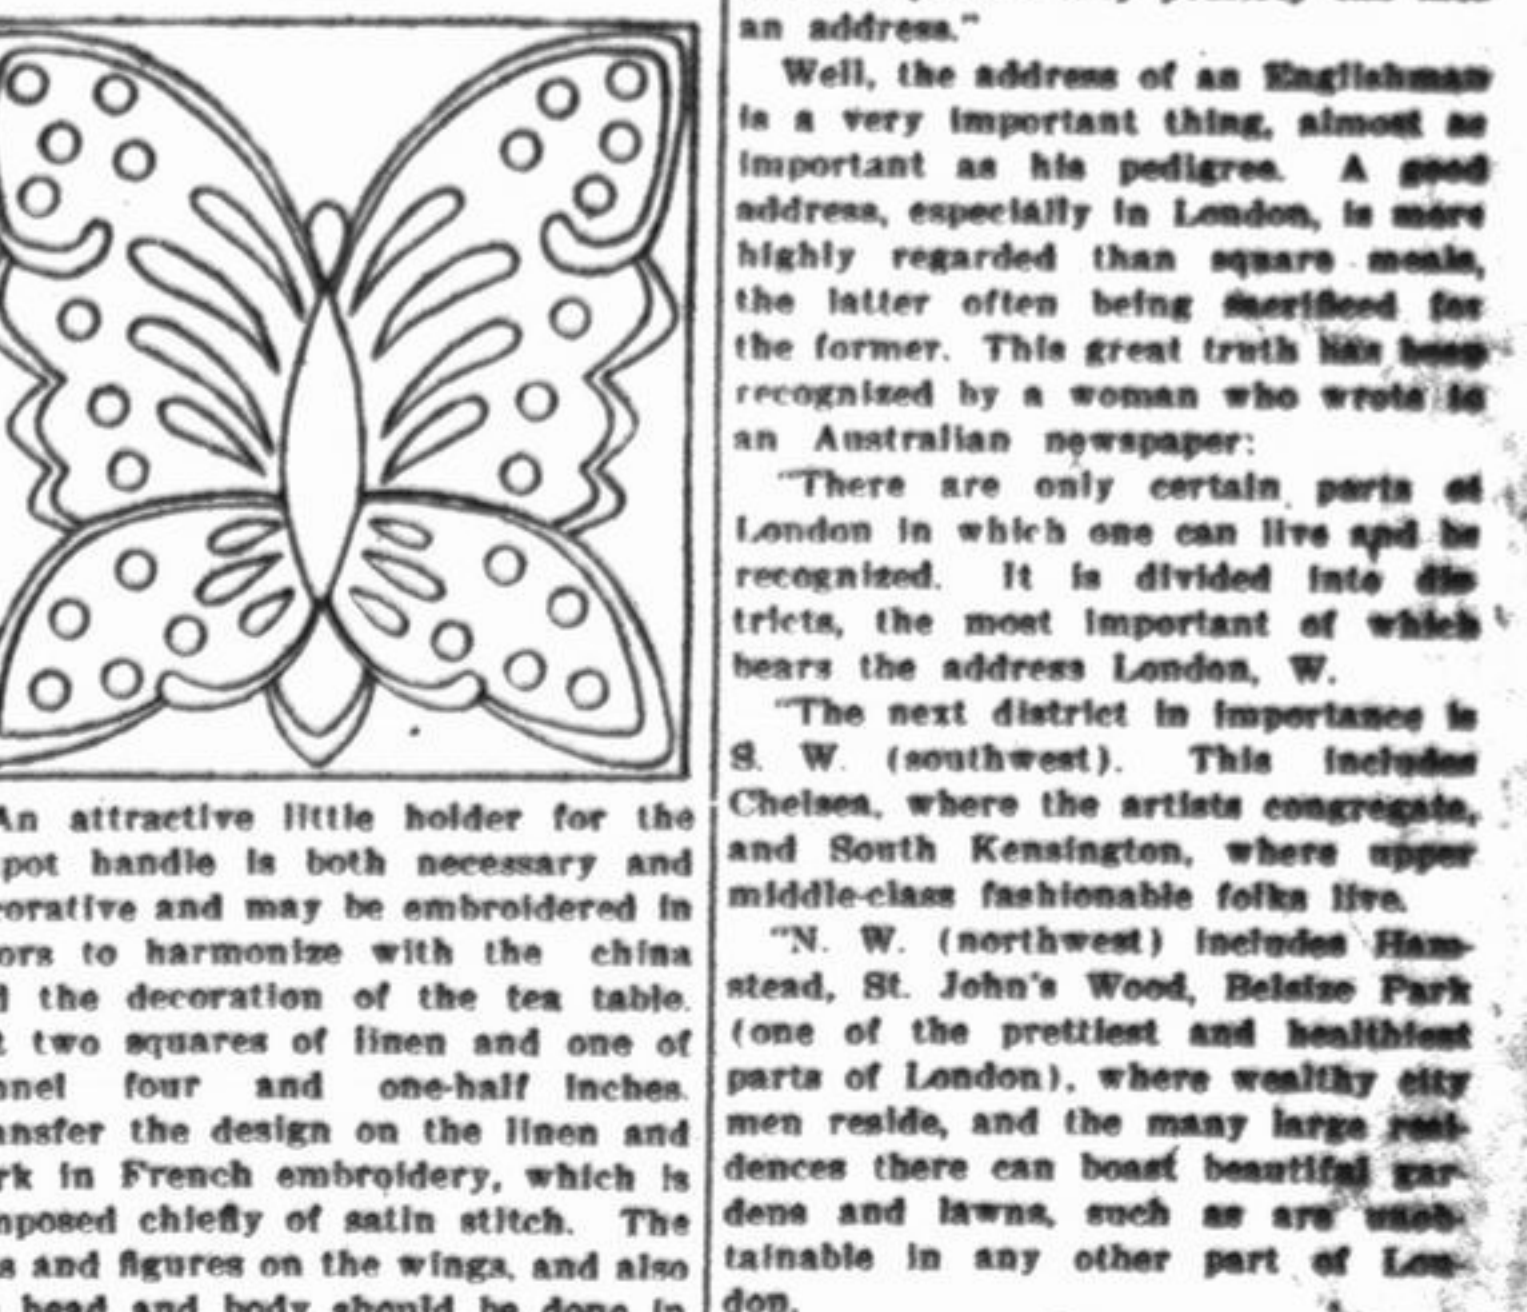 An attractive little holder for the
pot handle is both necessary and
orative and may be embroidered in
ors to harmonize with the china
the decoration of the tea table.
two squares of linen and one of
nnel four and one-half inches.
ansfer the design on the linen and
rk in French embroidery, which is
mposed chiefly of satin stitch. The
s and figures on the wings, and also
head and body should be done in
an address."
Well, the address of an Englishman
is a very important thing, almost as
important as his pedigree. A good
address, especially in London, is more
highly regarded than square meals,
the latter often being sacrificed for
the former. This great truth has been
recognized by a woman who wrote to
an Australian newspaper:
"There are only certain parts of
London in which one can live and be
recognized. It is divided into dis
tricts, the most important of which
bears the address London, W.
"The next district in importance is
S. W. (southwest). This includes
Chelsea, where the artists congregate,
and South Kensington, where upper
middle-class fashionable folks live.
"N. W. (northwest) includes Ham-
stead, St. John's Wood, Belsize Park
(one of the prettiest and healthiest
parts of London), where wealthy city
men reside, and the many large resi-
dences there can boast beautiful gar-
dens and lawns, such as are unob-
tainable in any other part of Lon-
don.